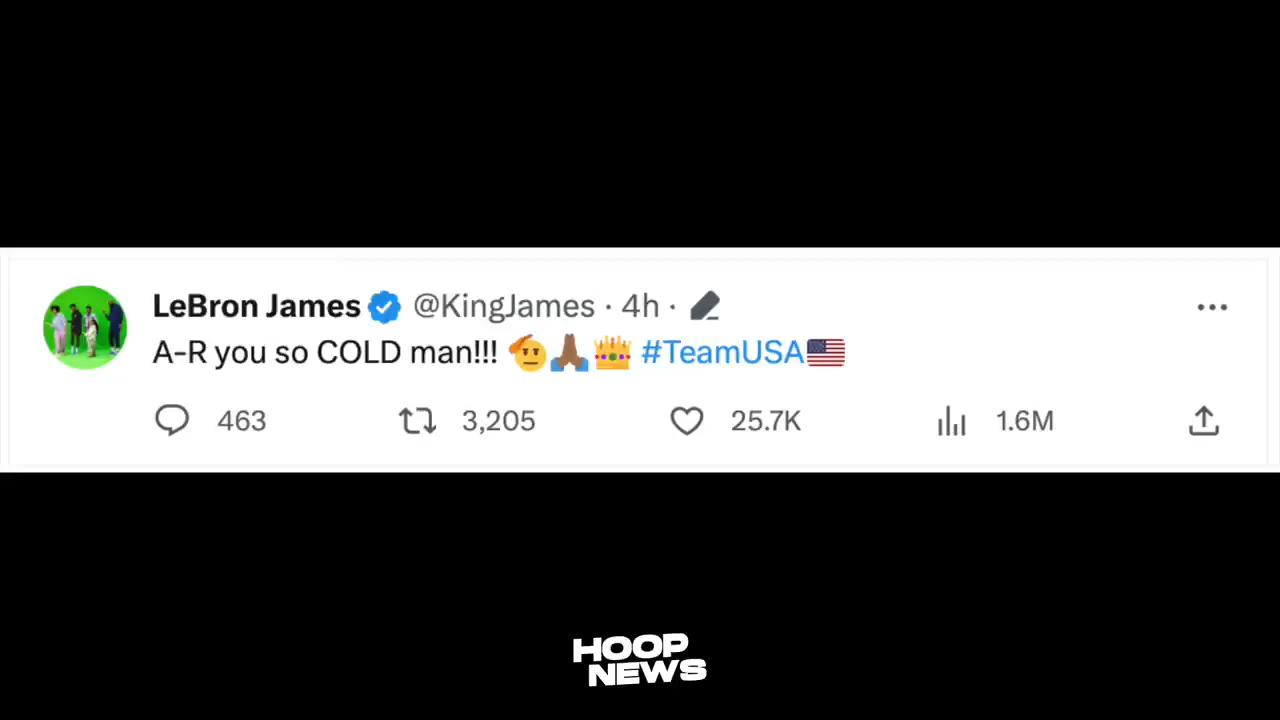 LeBron James @KingJames · 4h ·
A-R you so COLD man!!! 🫡🙏🏾👑 #TeamUSA🇺🇸
463 3,205 25.7K 1.6M
HOOP
NEWS